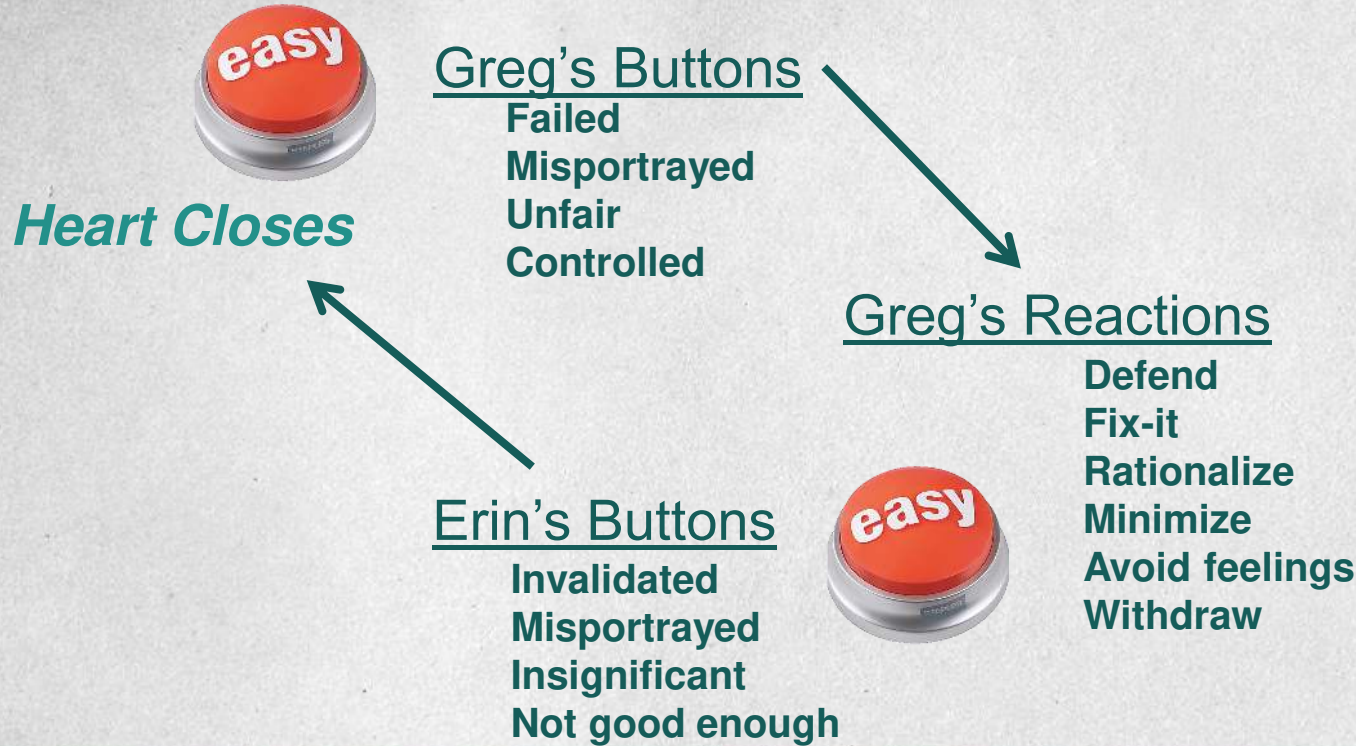 easy
Greg’s Buttons
Failed
Misportrayed
Unfair
Controlled
Heart Closes
Greg’s Reactions
Defend
Fix-it
Rationalize
Minimize
Avoid feelings
Withdraw
easy
Erin’s Buttons
Invalidated
Misportrayed
Insignificant
Not good enough